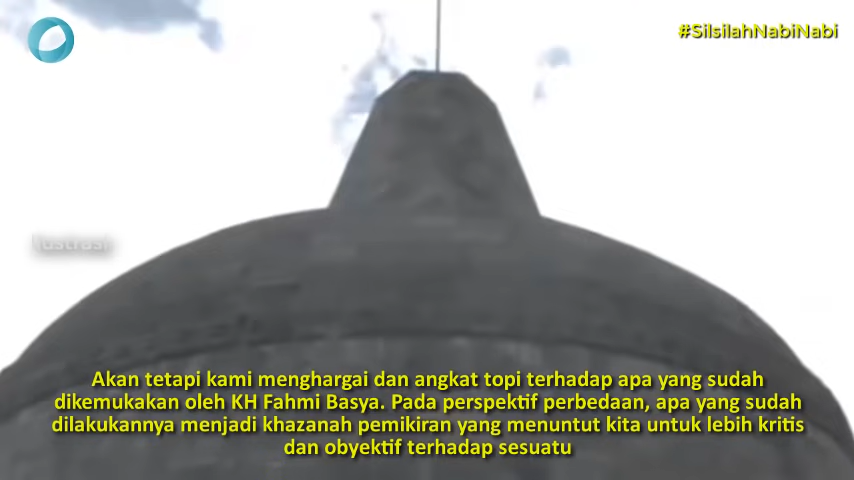 #SilsilahNabiNabi
Akan tetapi kami menghargai dan angkat topi terhadap apa yang sudah
dikemukakan oleh KH Fahmi Basya. Pada perspektif perbedaan, apa yang sudah
dilakukannya menjadi khazanah pemikiran yang menuntut kita untuk lebih kritis
dan obyektif terhadap sesuatu